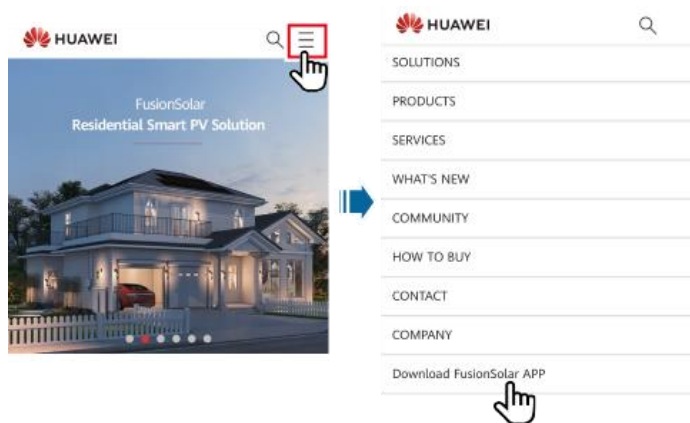 HUAWEI
FusionSolar
Residential Smart PV Solution
HUAWEI
SOLUTIONS
PRODUCTS
SERVICES
WHAT'S NEW
COMMUNITY
HOW TO BUY
CONTACT
COMPANY
Download FusionSolar APP